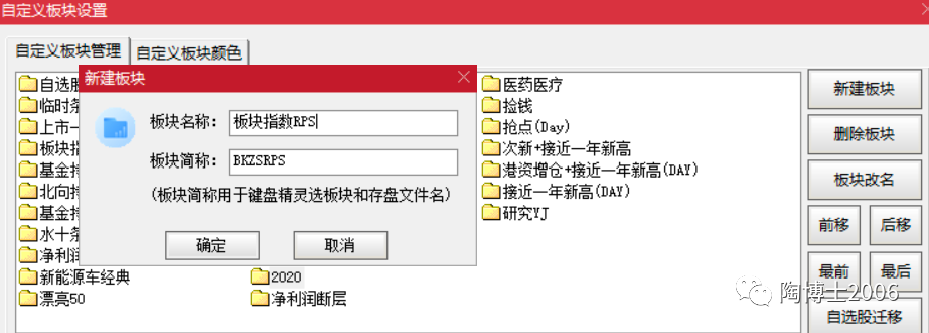 自定义板块设置
自定义板块管理
自定义板块颜色
新建板块
板块名称: 板块指数RPS
板块简称: BKZSRPS
(板块简称用于键盘精灵选板块和存盘文件名)
确定
取消
自选股
临时条
上市一
板块指
基金持
北向持
基金持
水十条
净利润
新能源车经典
漂亮50
2020
净利润断层
医药医疗
捡钱
抢点(Day)
次新+接近一年新高
港资增仓+接近一年新高(DAY)
接近一年新高(DAY)
研究YJ
新建板块
删除板块
板块改名
前移
后移
最前
最后
自选股迁移
陶博士2006